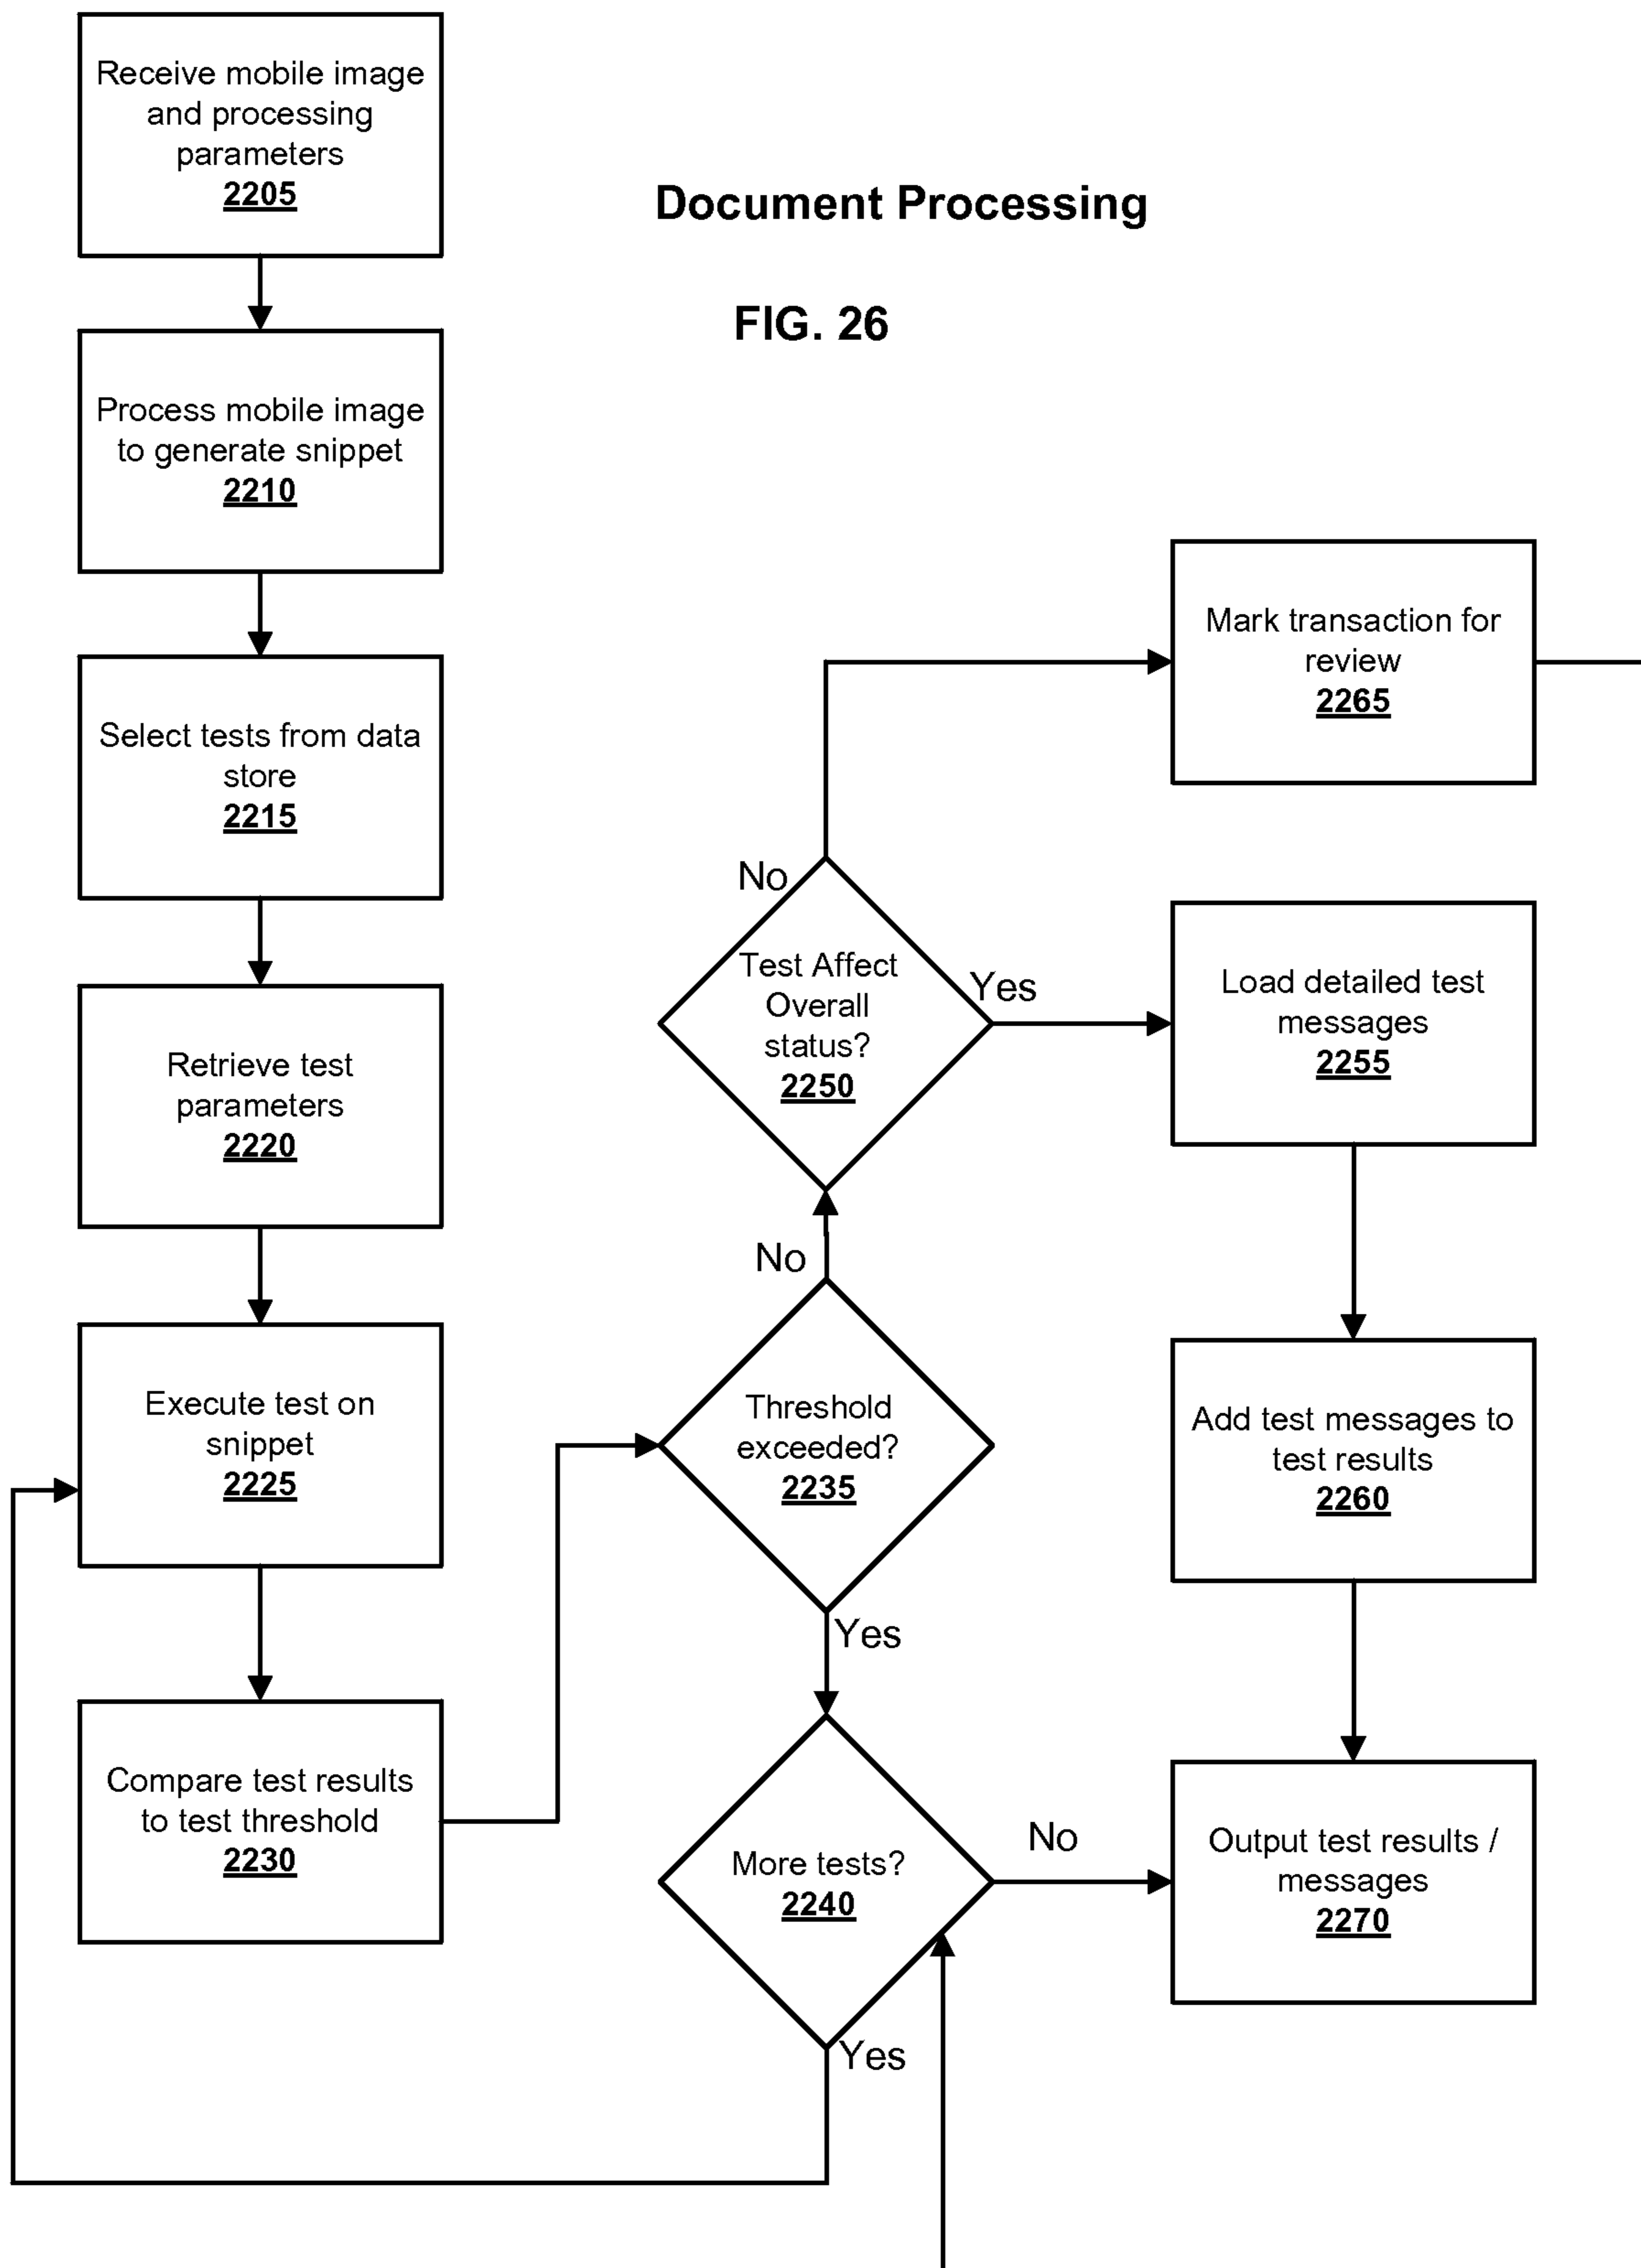 Receive mobile image
and processing
parameters
2205
Document Processing
FIG. 26
Process mobile image
to generate snippet
2210
Select tests from data
store
2215
Retrieve test
parameters
2220
Execute test on
snippet
2225
Compare test results
to test threshold
2230
No
Test Affect
Overall
status?
2250
Yes
No
Threshold
exceeded?
2235
Yes
More tests?
2240
No
Yes
Mark transaction for
review
2265
Load detailed test
messages
2255
Add test messages to
test results
2260
Output test results /
messages
2270